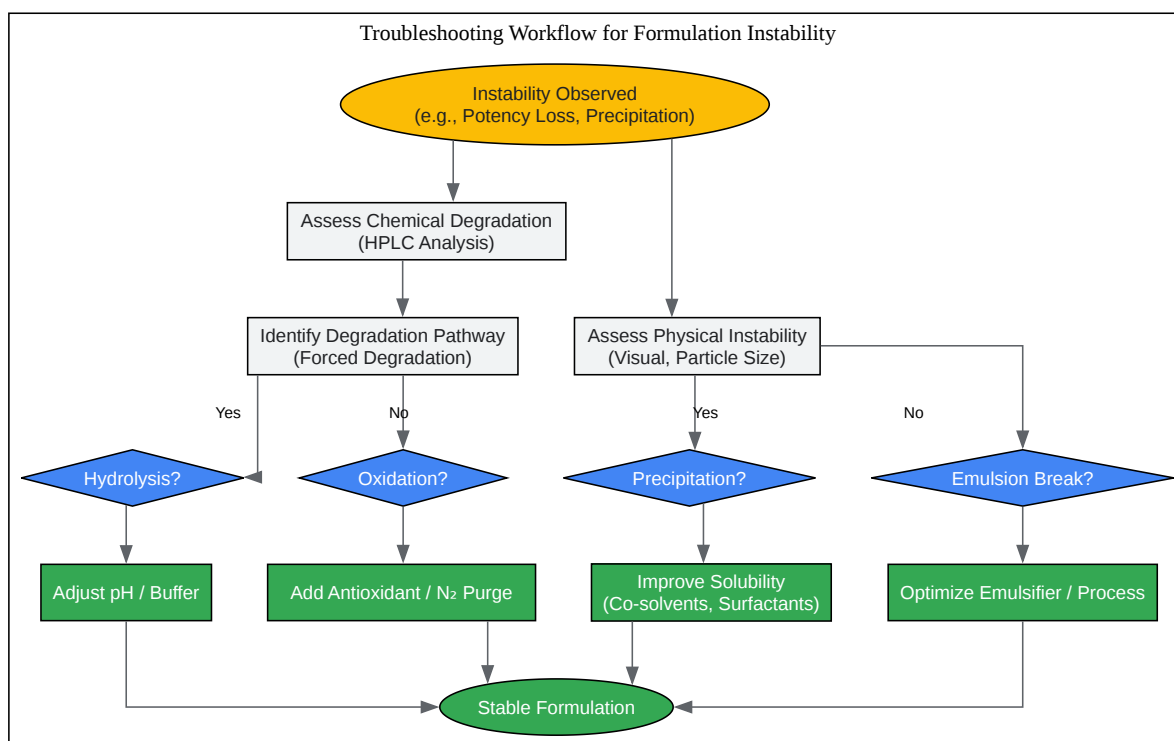 Troubleshooting Workflow for Formulation Instability
Instability Observed
(e.g., Potency Loss, Precipitation)
Assess Chemical Degradation
(HPLC Analysis)
Identify Degradation Pathway
(Forced Degradation)
Assess Physical Instability
(Visual, Particle Size)
Yes
No
Yes
No
Hydrolysis?
Oxidation?
Precipitation?
Emulsion Break?
Adjust pH / Buffer
Add Antioxidant / N₂ Purge
Improve Solubility
(Co-solvents, Surfactants)
Optimize Emulsifier / Process
Stable Formulation